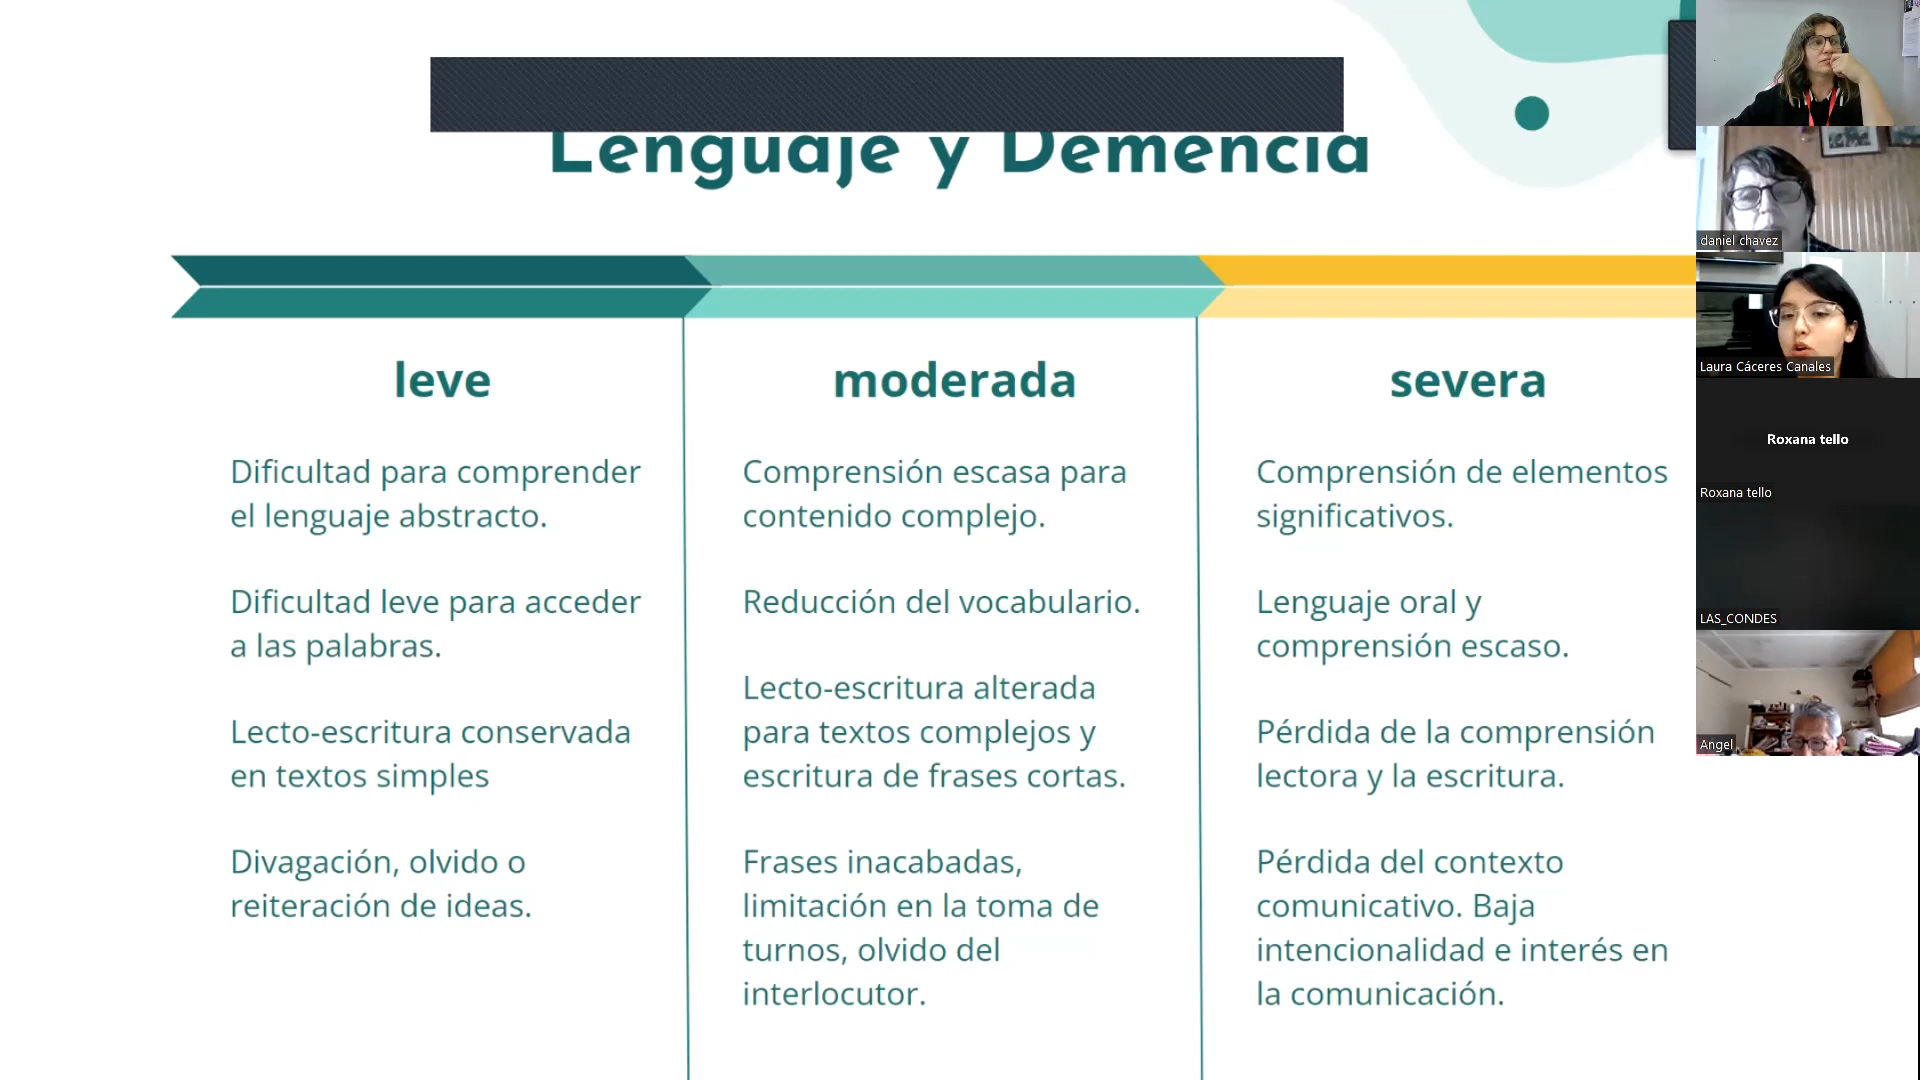 Lenguaje y Demencia
leve
Dificultad para comprender
el lenguaje abstracto.
Dificultad leve para acceder
a las palabras.
Lecto-escritura conservada
en textos simples
Divagación, olvido o
reiteración de ideas.
moderada
Comprensión escasa para
contenido complejo.
Reducción del vocabulario.
Lecto-escritura alterada
para textos complejos y
escritura de frases cortas.
Frases inacabadas,
limitación en la toma de
turnos, olvido del
interlocutor.
severa
Comprensión de elementos
significativos.
Lenguaje oral y
comprensión escaso.
Pérdida de la comprensión
lectora y la escritura.
Pérdida del contexto
comunicativo. Baja
intencionalidad e interés en
la comunicación.
daniel chavez
Laura Cáceres Canales
Roxana tello
Roxana tello
LAS_CONDES
Angel